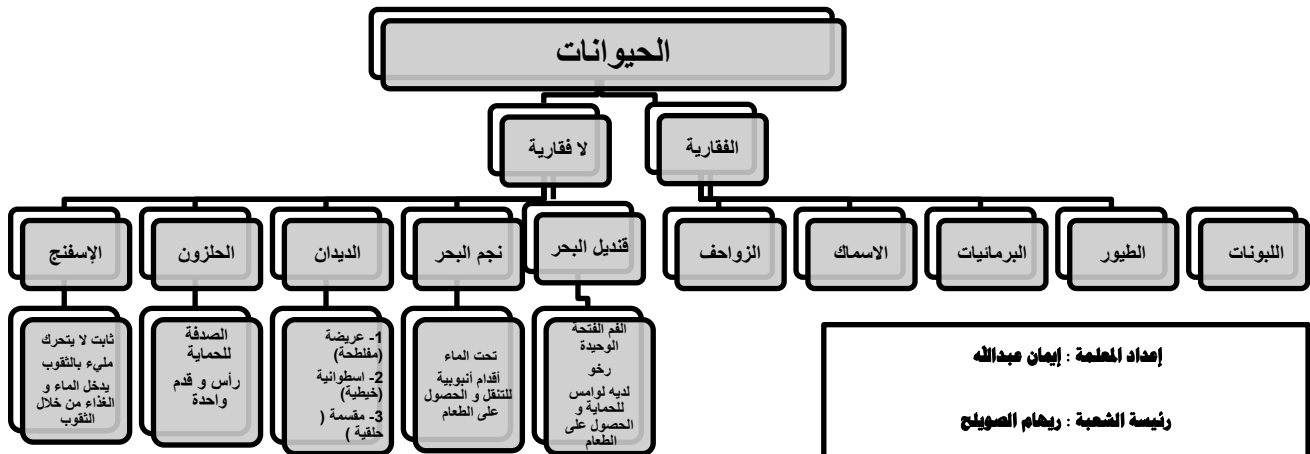 الحيوانات
الفقارية
لا فقارية
اللبونات
الطيور
البرمائيات
الاسماك
الزواحف
قنديل البحر
نجم البحر
الديدان
الحلزون
الإسفنج
الفم الفتحة
الوحيدة
رخو
لديه لوامس
للحماية و
الحصول على
الطعام
تحت الماء
أقدام أنبوبية
للتنقل و الحصول
على الطعام
1- عريضة
(مفلطحة)
2- اسطوانية
(خيطية)
3- مقسمة (
حلقية )
الصدفة
للحماية
رأس و قدم
واحدة
ثابت لا يتحرك
مليء بالثقوب
يدخل الماء و
الغذاء من خلال
الثقوب
إعداد المعلمة : إيمان عبدالله
رئيسة الشعبة : ريهام الصويلح